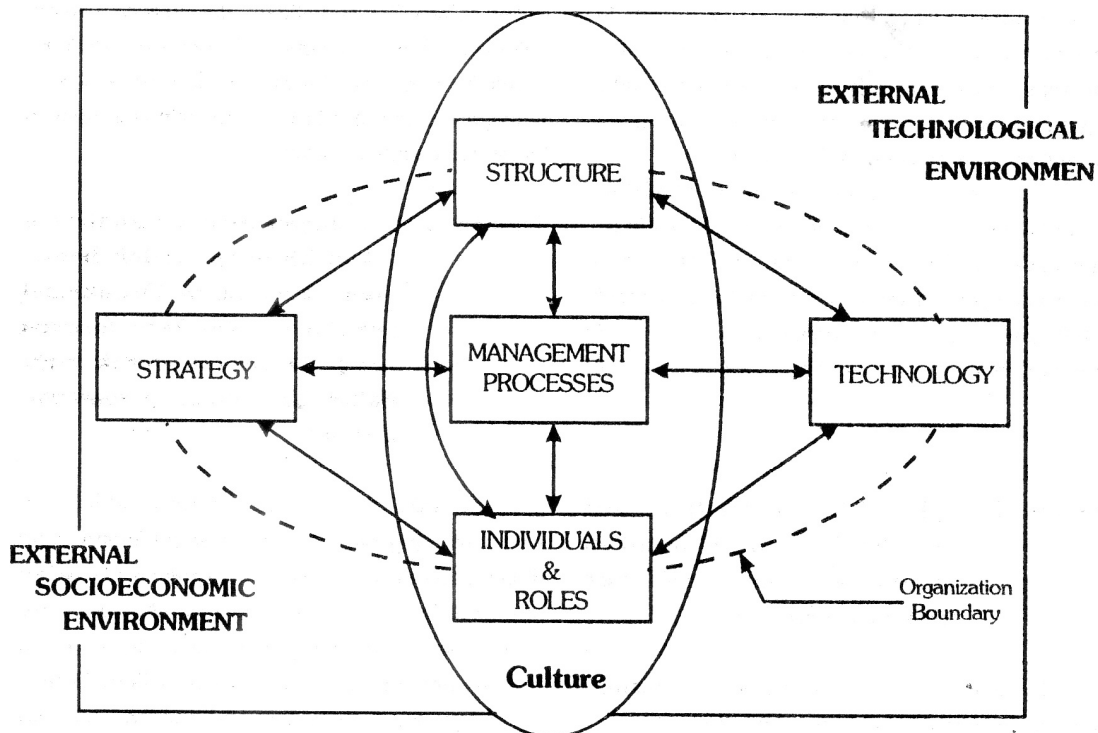 EXTERNAL
TECHNOLOGICAL
ENVIRONMEN
STRUCTURE
STRATEGY
MANAGEMENT
PROCESSES
TECHNOLOGY
INDIVIDUALS
&
ROLES
EXTERNAL
SOCIOECONOMIC
ENVIRONMENT
Organization
Boundary
Culture